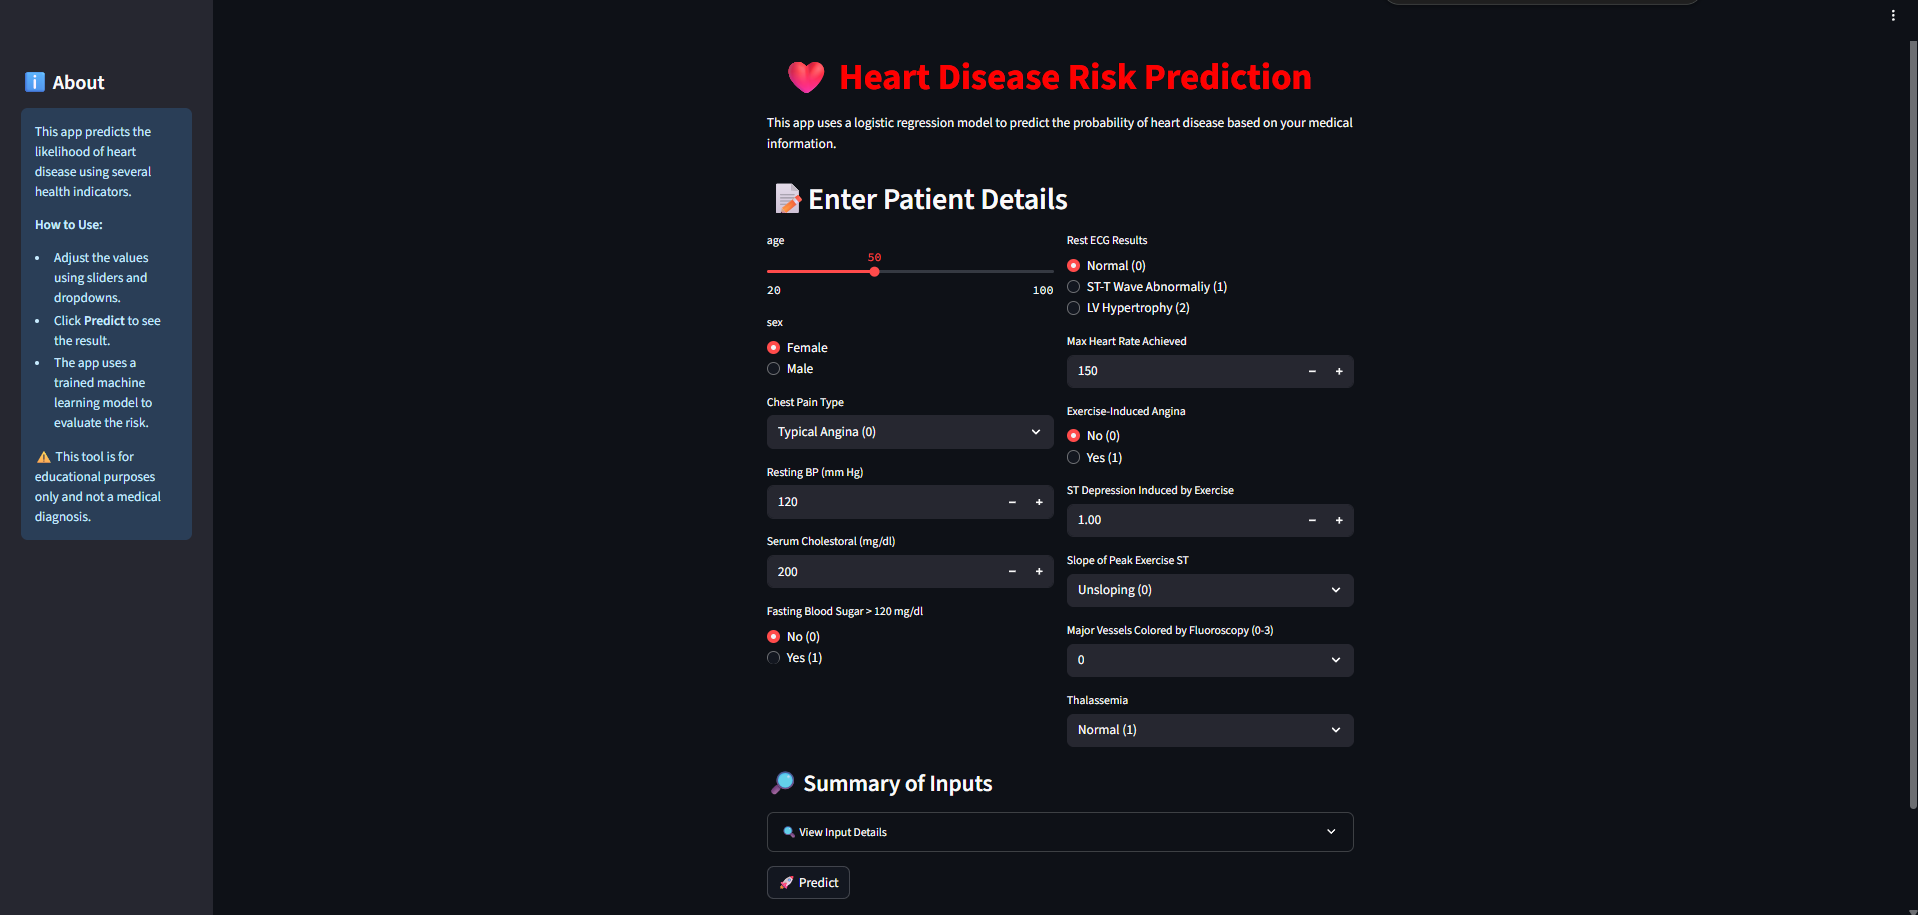 About
This app predicts the
likelihood of heart
disease using several
health indicators.
How to Use:
• Adjust the values
using sliders and
dropdowns.
• Click Predict to see
the result.
• The app uses a
trained machine
learning model to
evaluate the risk.
⚠️ This tool is for
educational purposes
only and not a medical
diagnosis.
Heart Disease Risk Prediction
This app uses a logistic regression model to predict the probability of heart disease based on your medical
information.
Enter Patient Details
age
50
20 100
sex
Female
Male
Chest Pain Type
Typical Angina (0)
Resting BP (mm Hg)
120 − +
Serum Cholestoral (mg/dl)
200 − +
Fasting Blood Sugar > 120 mg/dl
No (0)
Yes (1)
Rest ECG Results
Normal (0)
ST-T Wave Abnormaliy (1)
LV Hypertrophy (2)
Max Heart Rate Achieved
150 − +
Exercise-Induced Angina
No (0)
Yes (1)
ST Depression Induced by Exercise
1.00 − +
Slope of Peak Exercise ST
Unsloping (0)
Major Vessels Colored by Fluoroscopy (0-3)
0
Thalassemia
Normal (1)
Summary of Inputs
View Input Details
Predict